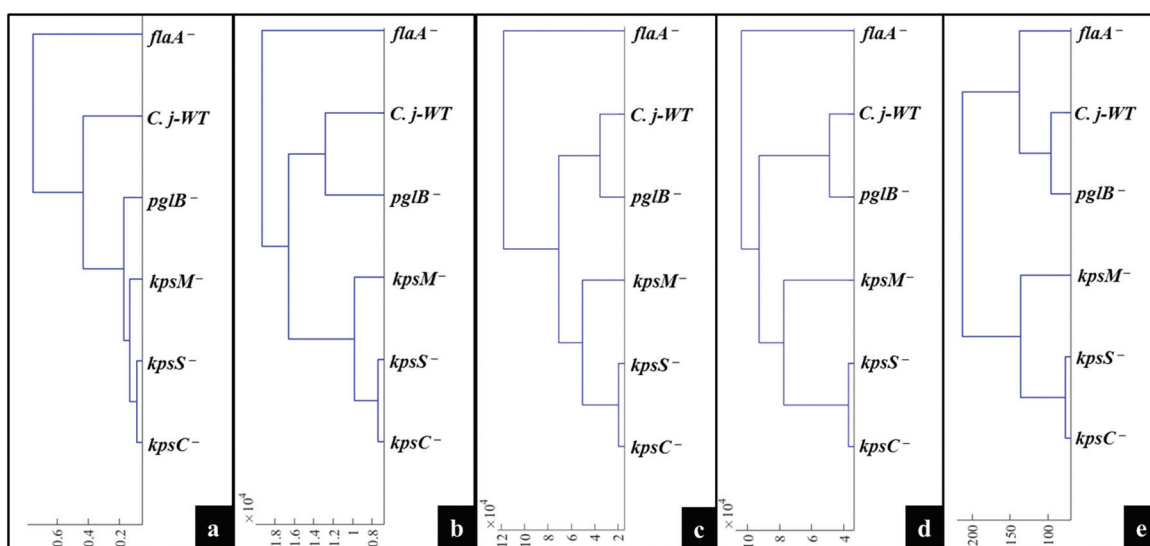 flaA⁻
C. j-WT
pglB⁻
kpsM⁻
kpsS⁻
kpsC⁻
0.6 0.4 0.2
a
flaA⁻
C. j-WT
pglB⁻
kpsM⁻
kpsS⁻
kpsC⁻
×10⁴
1.8 1.6 1.4 1.2 1 0.8
b
flaA⁻
C. j-WT
pglB⁻
kpsM⁻
kpsS⁻
kpsC⁻
×10⁴
12 10 8 6 4 2
c
flaA⁻
C. j-WT
pglB⁻
kpsM⁻
kpsS⁻
kpsC⁻
×10⁴
10 8 6 4
d
flaA⁻
C. j-WT
pglB⁻
kpsM⁻
kpsS⁻
kpsC⁻
200 150 100
e